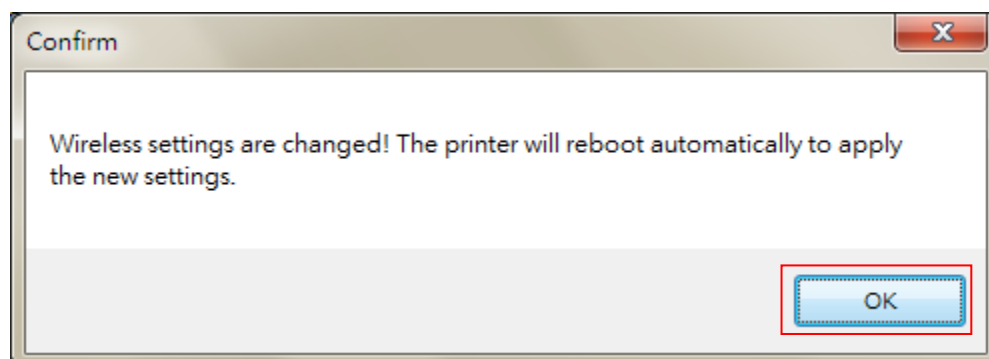 Confirm
Wireless settings are changed! The printer will reboot automatically to apply
the new settings.
OK